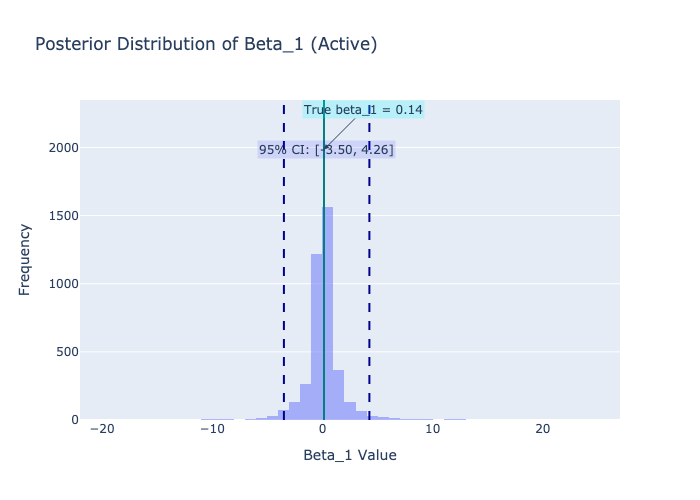 Posterior Distribution of Beta_1 (Active)
True beta_1 = 0.14
95% CI: [-3.50, 4.26]
2000
1500
1000
500
0
Frequency
−20
−10
0
10
20
Beta_1 Value